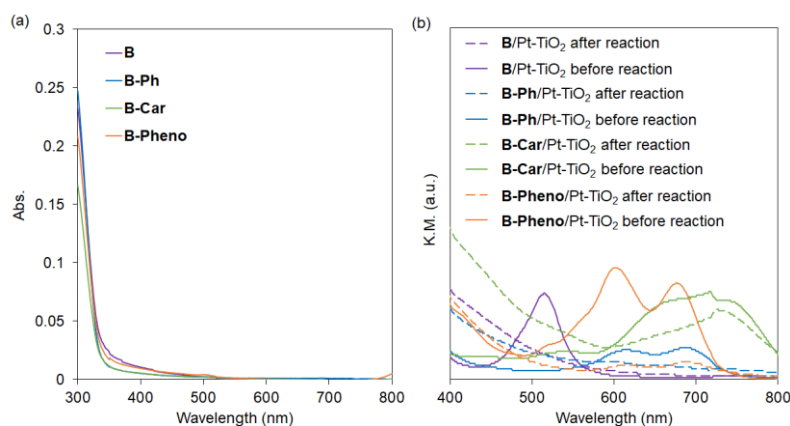 (a)
0.3
0.25
0.2
0.15
0.1
0.05
0
Abs.
B
B-Ph
B-Car
B-Pheno
300
400
500
600
700
800
Wavelength (nm)
(b)
B/Pt-TiO₂ after reaction
B/Pt-TiO₂ before reaction
B-Ph/Pt-TiO₂ after reaction
B-Ph/Pt-TiO₂ before reaction
B-Car/Pt-TiO₂ after reaction
B-Car/Pt-TiO₂ before reaction
B-Pheno/Pt-TiO₂ after reaction
B-Pheno/Pt-TiO₂ before reaction
K.M. (a.u.)
400
500
600
700
800
Wavelength (nm)